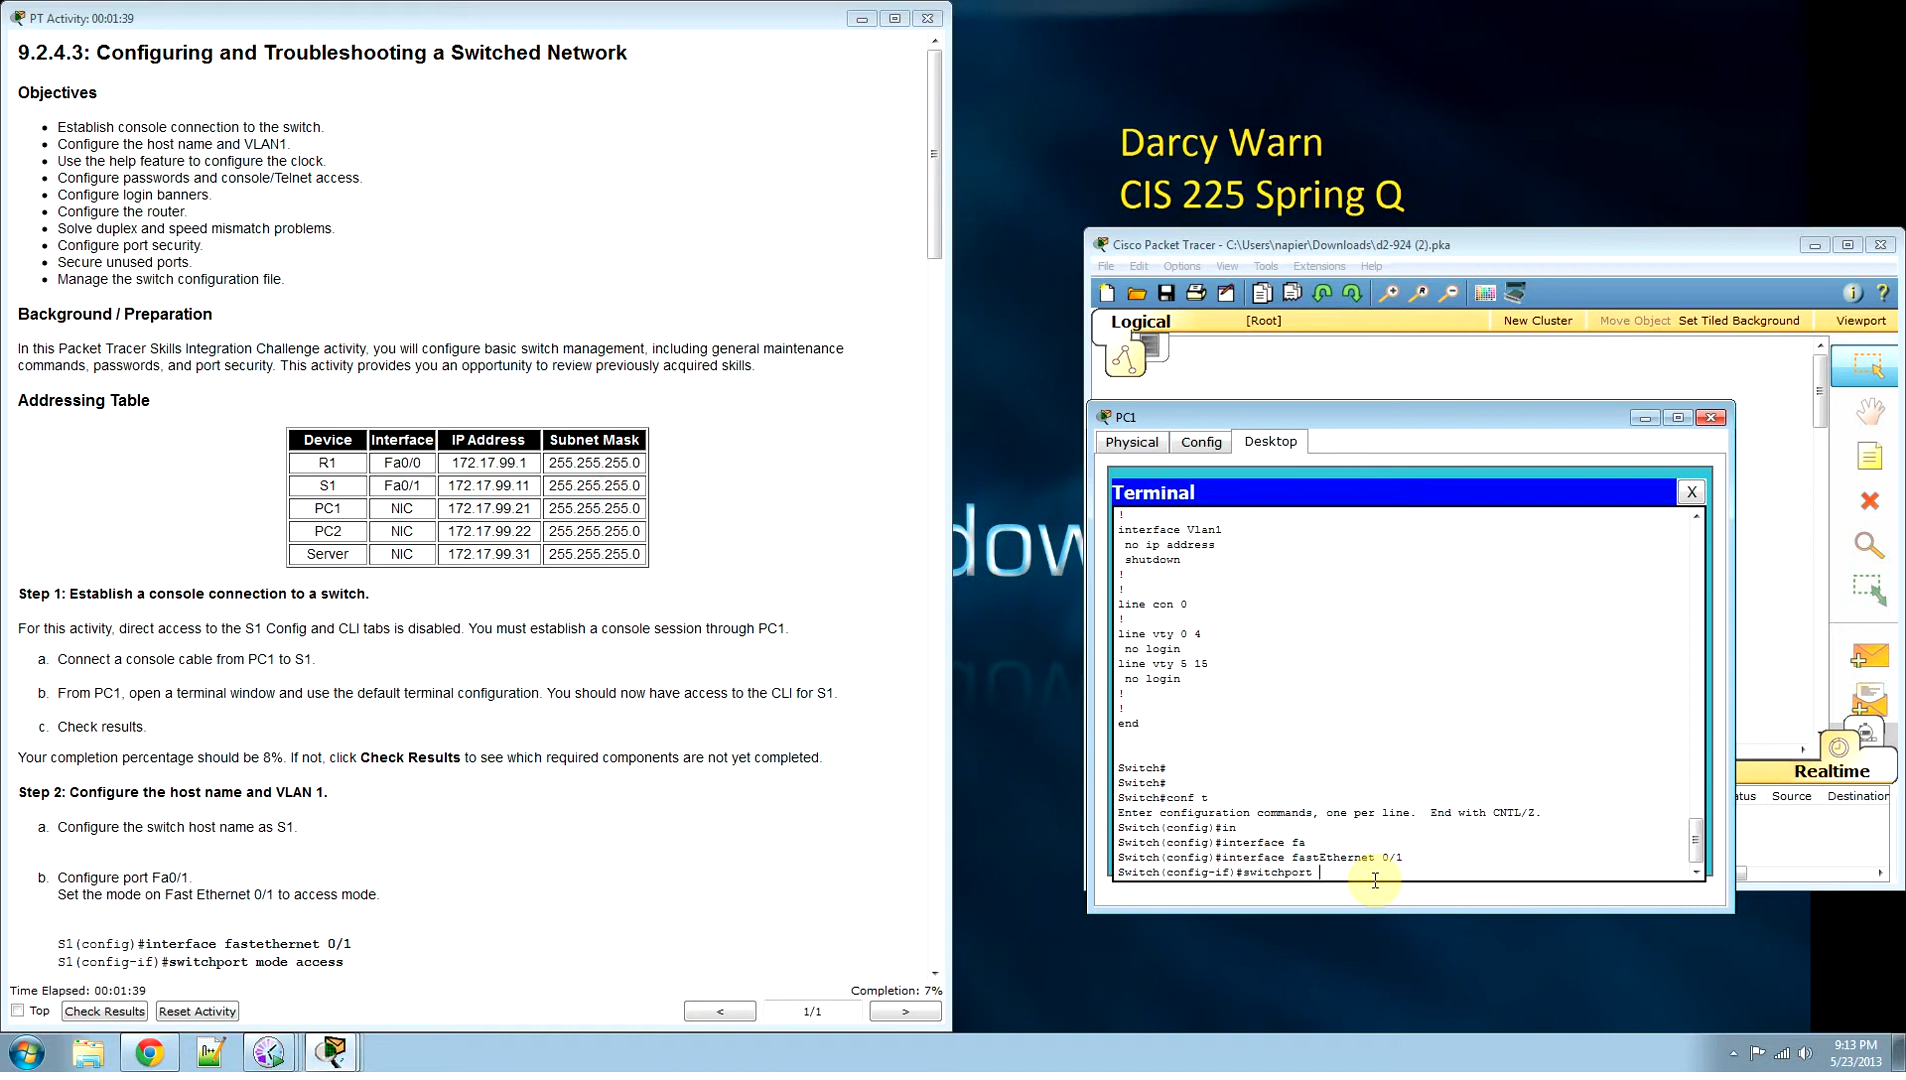 PT Activity: 00:01:39
9.2.4.3: Configuring and Troubleshooting a Switched Network
Objectives
Establish console connection to the switch.
Configure the host name and VLAN1.
Use the help feature to configure the clock.
Configure passwords and console/Telnet access.
Configure login banners.
Configure the router.
Solve duplex and speed mismatch problems.
Configure port security.
Secure unused ports.
Manage the switch configuration file.
Background / Preparation
In this Packet Tracer Skills Integration Challenge activity, you will configure basic switch management, including general maintenance
commands, passwords, and port security. This activity provides you an opportunity to review previously acquired skills.
Addressing Table
Device Interface IP Address Subnet Mask
R1 Fa0/0 172.17.99.1 255.255.255.0
S1 Fa0/1 172.17.99.11 255.255.255.0
PC1 NIC 172.17.99.21 255.255.255.0
PC2 NIC 172.17.99.22 255.255.255.0
Server NIC 172.17.99.31 255.255.255.0
Step 1: Establish a console connection to a switch.
For this activity, direct access to the S1 Config and CLI tabs is disabled. You must establish a console session through PC1.
a. Connect a console cable from PC1 to S1.
b. From PC1, open a terminal window and use the default terminal configuration. You should now have access to the CLI for S1.
c. Check results.
Your completion percentage should be 8%. If not, click Check Results to see which required components are not yet completed.
Step 2: Configure the host name and VLAN 1.
a. Configure the switch host name as S1.
b. Configure port Fa0/1.
Set the mode on Fast Ethernet 0/1 to access mode.
S1(config)#interface fastethernet 0/1
S1(config-if)#switchport mode access
Time Elapsed: 00:01:39
Completion: 7%
Top
Check Results
Reset Activity
<
1/1
>
Darcy Warn
CIS 225 Spring Q
dow
Cisco Packet Tracer - C:\Users\napier\Downloads\d2-924 (2).pka
File Edit Options View Tools Extensions Help
Logical
[Root]
New Cluster
Move Object
Set Tiled Background
Viewport
PC1
Physical
Config
Desktop
Terminal
X
!
interface Vlan1
no ip address
shutdown
!
!
line con 0
!
line vty 0 4
no login
line vty 5 15
no login
!
!
end
Switch#
Switch#
Switch#conf t
Enter configuration commands, one per line. End with CNTL/Z.
Switch(config)#in
Switch(config)#interface fa
Switch(config)#interface fastEthernet 0/1
Switch(config-if)#switchport
Realtime
tus
Source
Destination
9:13 PM
5/23/2013